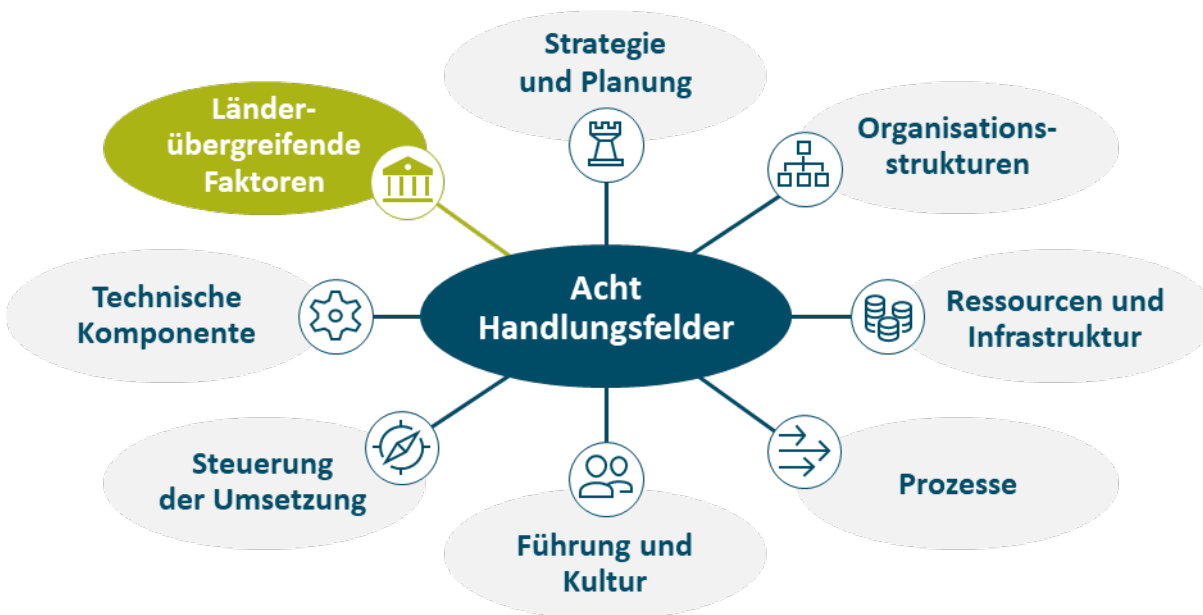 Strategie
und Planung
Länder-
übergreifende
Faktoren
Organisations-
strukturen
Technische
Komponente
Acht
Handlungsfelder
Ressourcen und
Infrastruktur
Steuerung
der Umsetzung
Führung und
Kultur
Prozesse